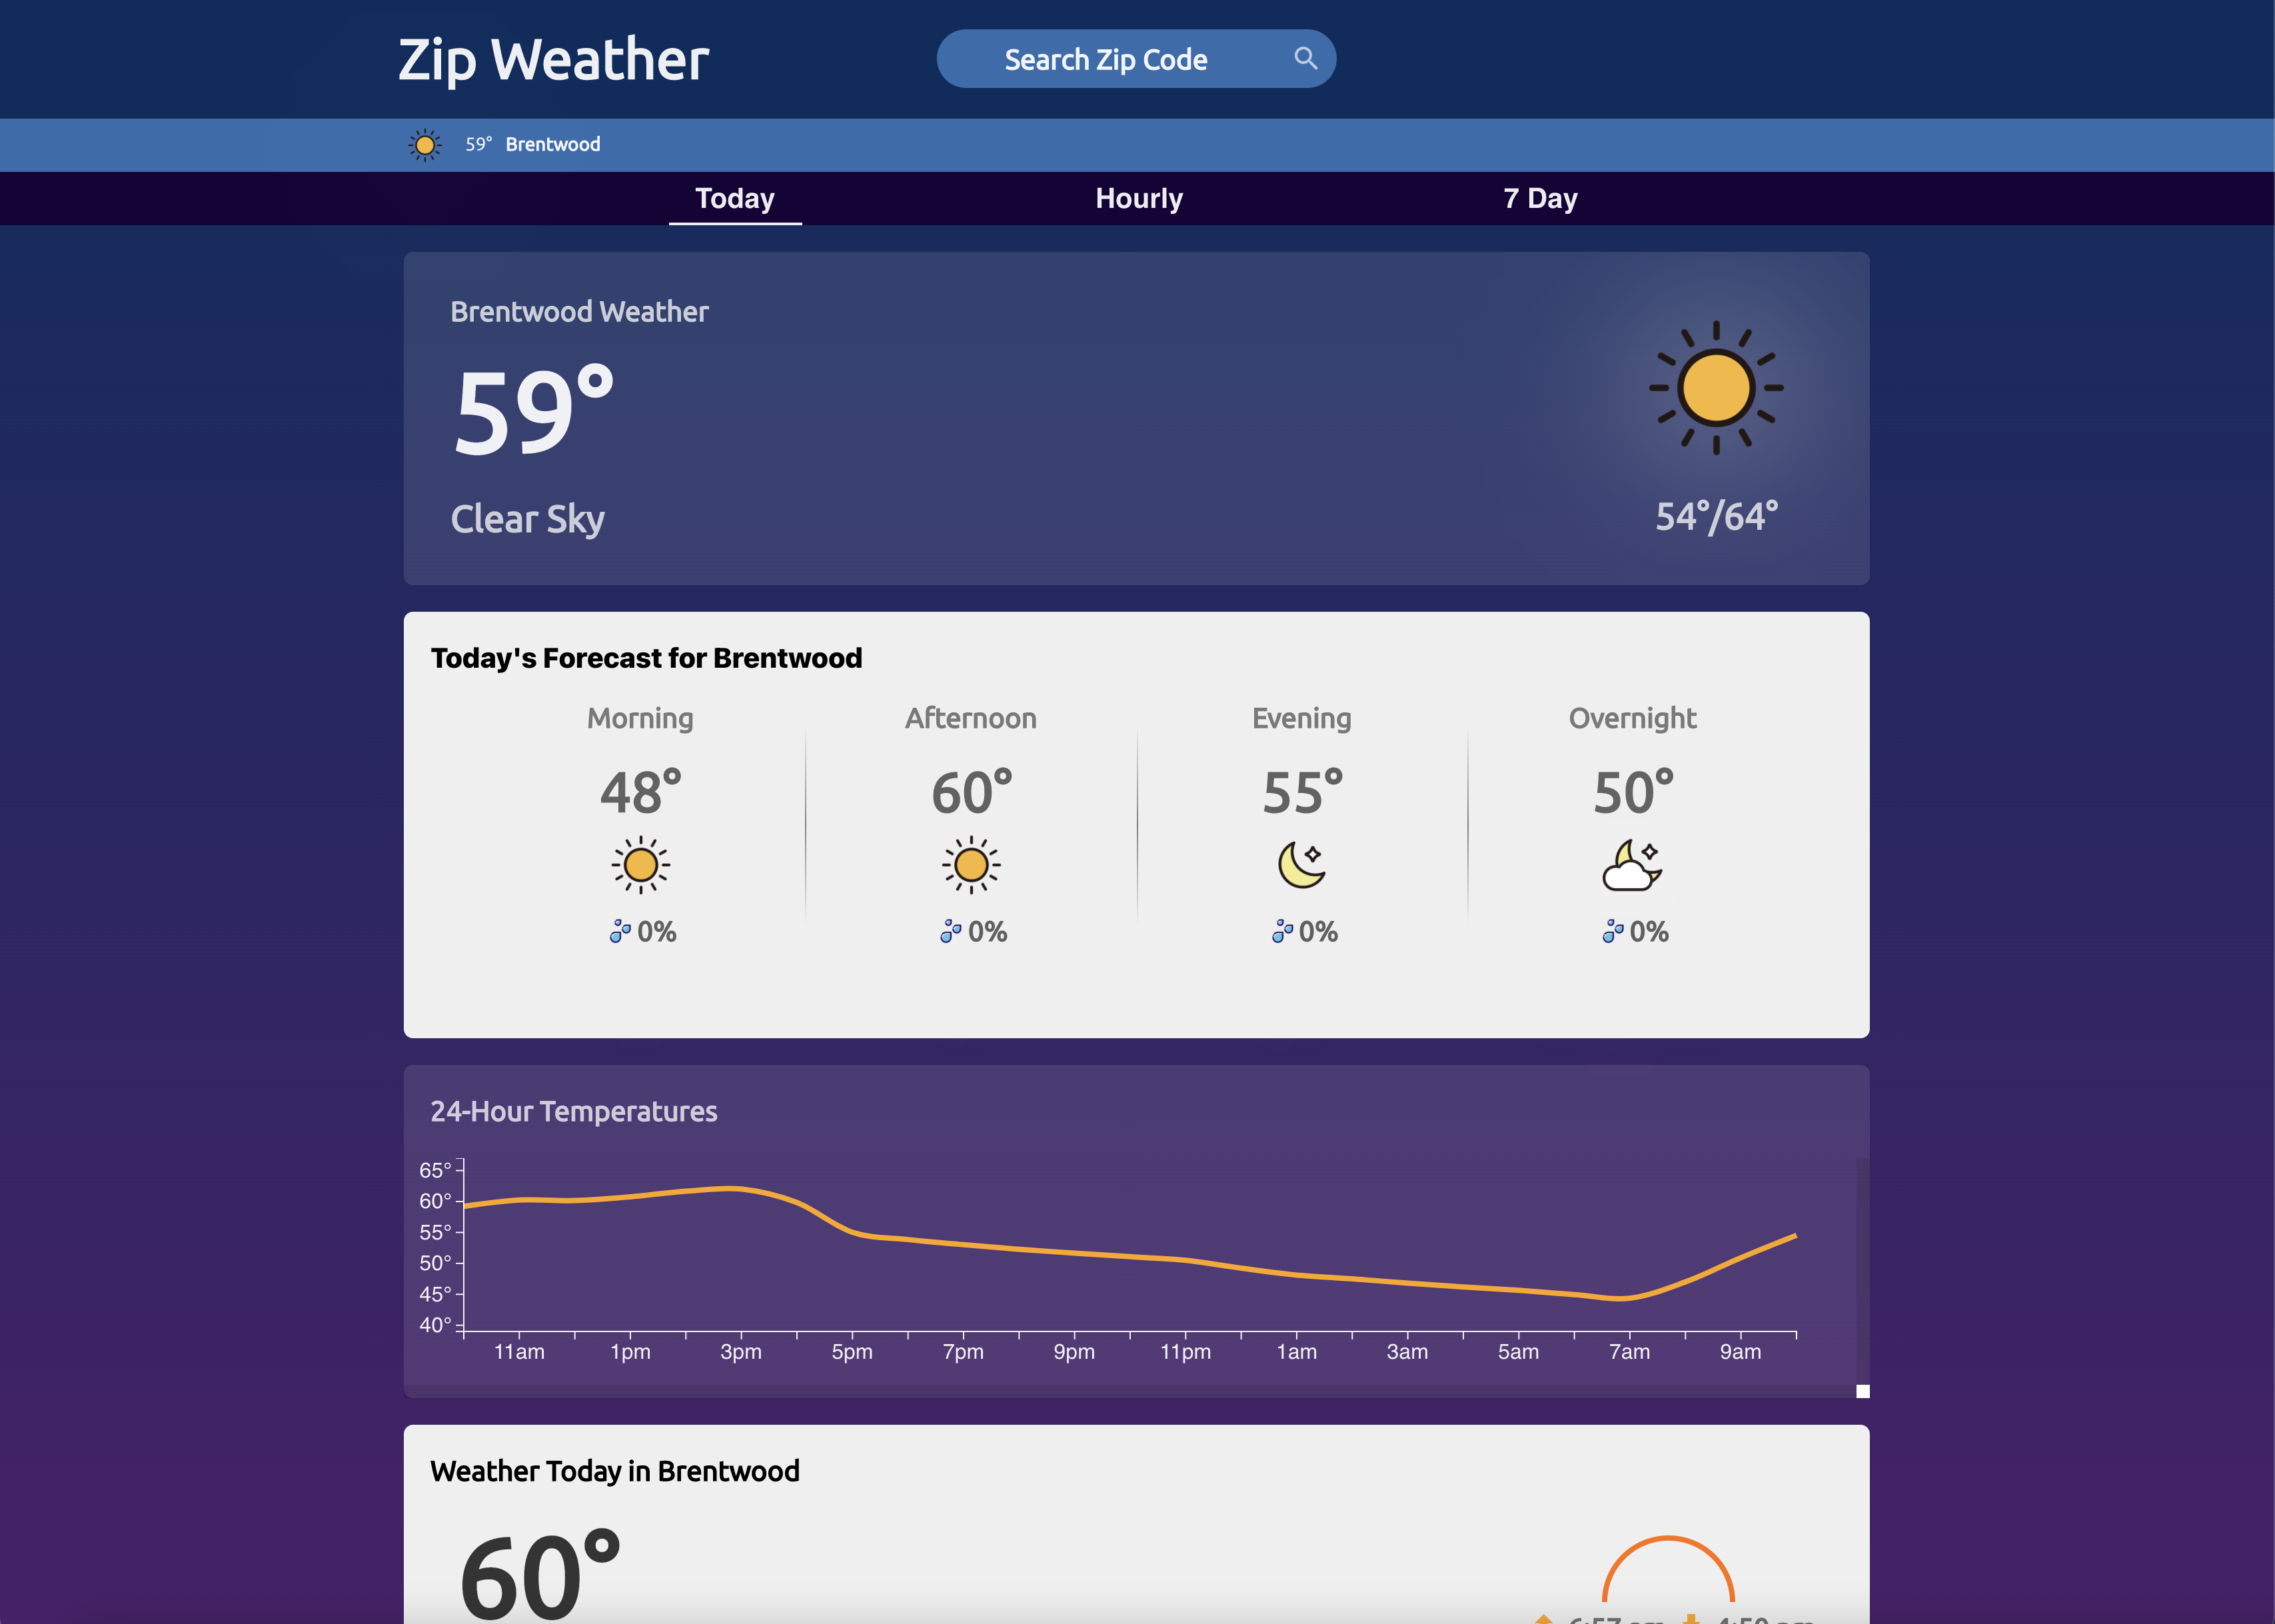 Zip Weather
Search Zip Code
59° Brentwood
Today Hourly 7 Day
Brentwood Weather
59°
Clear Sky
54°/64°
Today's Forecast for Brentwood
Morning Afternoon Evening Overnight
48° 60° 55° 50°
0% 0% 0% 0%
24-Hour Temperatures
65°
60°
55°
50°
45°
40°
11am 1pm 3pm 5pm 7pm 9pm 11pm 1am 3am 5am 7am 9am
Weather Today in Brentwood
60°